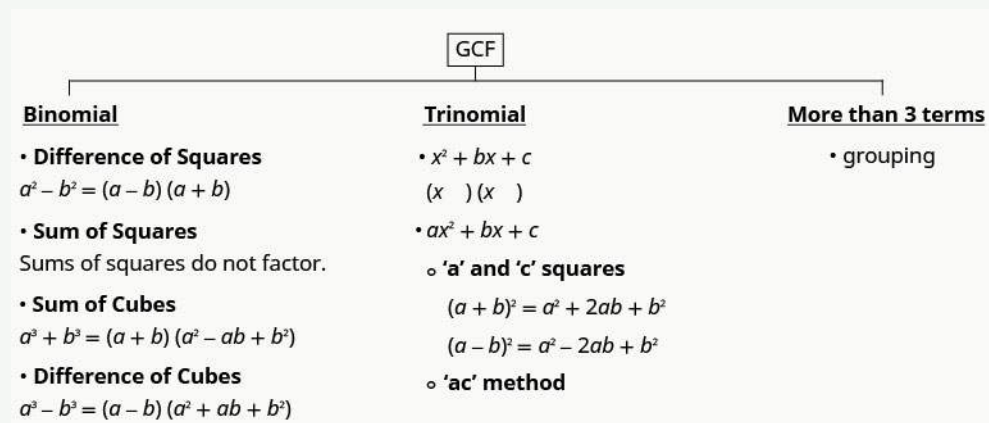 GCF
Binomial
• Difference of Squares
a² – b² = (a – b) (a + b)
• Sum of Squares
Sums of squares do not factor.
• Sum of Cubes
a³ + b³ = (a + b) (a² – ab + b²)
• Difference of Cubes
a³ – b³ = (a – b) (a² + ab + b²)
Trinomial
• x² + bx + c
(x   ) (x   )
• ax² + bx + c
∘ ‘a’ and ‘c’ squares
(a + b)² = a² + 2ab + b²
(a – b)² = a² – 2ab + b²
∘ ‘ac’ method
More than 3 terms
• grouping